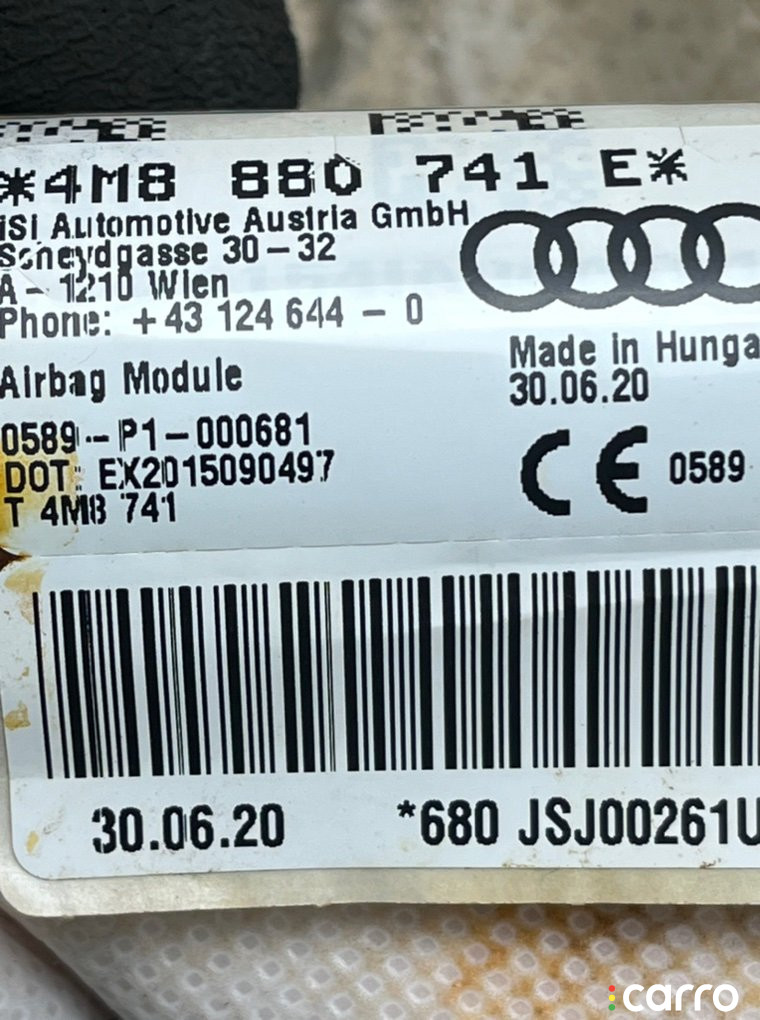 *4M8 880 741 E*
iSi Automotive Austria GmbH
Scheydgasse 30-32
A - 1210 Wien
Phone: +43 124 644 - 0
Airbag Module
Made in Hunga
30.06.20
0589 - P1-000681
DOT: EX2015090497
T 4M8 741
CE 0589
30.06.20
*680 JSJ00261U
carro